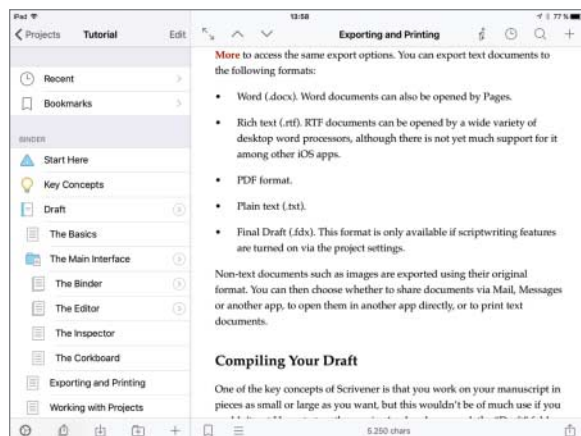 iPad
13:58
77 %
Projects
Tutorial
Edit
Exporting and Printing
Recent
Bookmarks
BINDER
Start Here
Key Concepts
Draft
The Basics
The Main Interface
The Binder
The Editor
The Inspector
The Corkboard
Exporting and Printing
Working with Projects
More to access the same export options. You can export text documents to
the following formats:
• Word (.docx). Word documents can also be opened by Pages.
• Rich text (.rtf). RTF documents can be opened by a wide variety of
desktop word processors, although there is not yet much support for it
among other iOS apps.
• PDF format.
• Plain text (.txt).
• Final Draft (.fdx). This format is only available if scriptwriting features
are turned on via the project settings.
Non-text documents such as images are exported using their original
format. You can then choose whether to share documents via Mail, Messages
or another app, to open them in another app directly, or to print text
documents.
Compiling Your Draft
One of the key concepts of Scrivener is that you work on your manuscript in
pieces as small or large as you want, but this wouldn't be of much use if you
5.250 chars